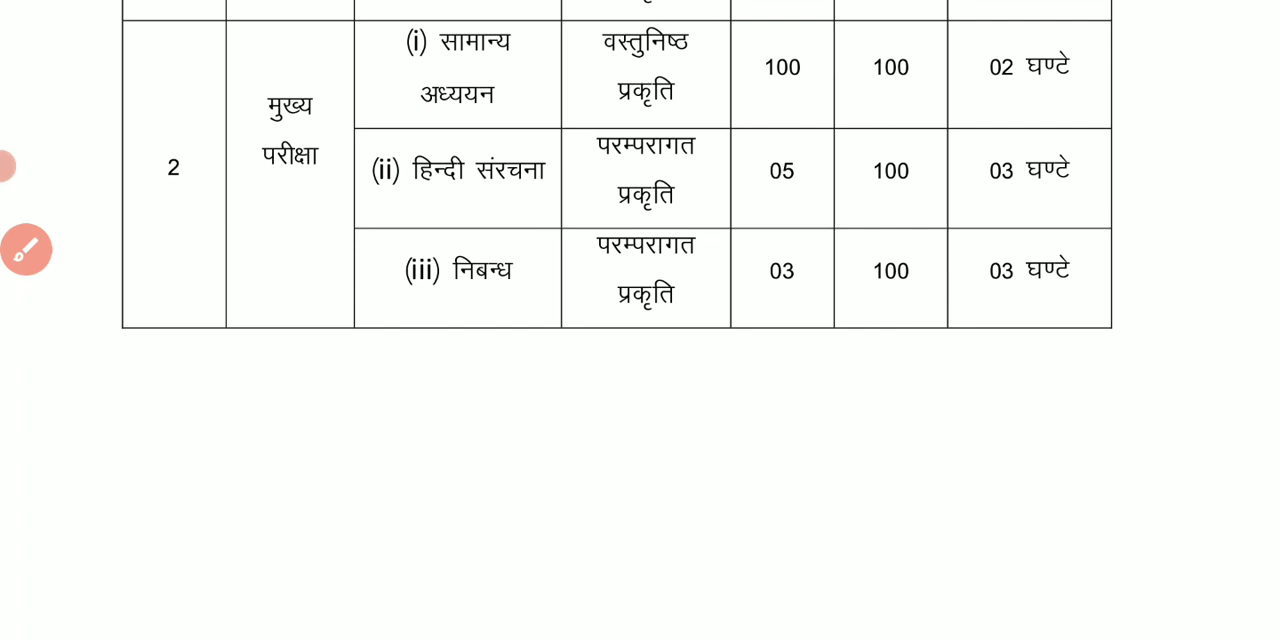 2
मुख्य
परीक्षा
(i) सामान्य
अध्ययन
वस्तुनिष्ठ
प्रकृति
100
100
02 घण्टे
(ii) हिन्दी संरचना
परम्परागत
प्रकृति
05
100
03 घण्टे
(iii) निबन्ध
परम्परागत
प्रकृति
03
100
03 घण्टे